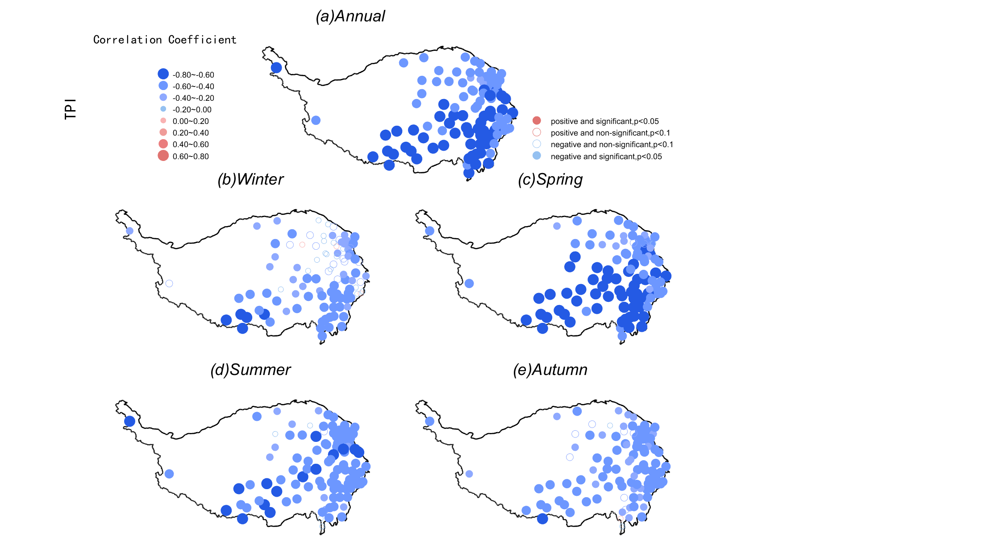 (a)Annual
Correlation Coefficient
-0.80~-0.60
-0.60~-0.40
-0.40~-0.20
-0.20~0.00
0.00~0.20
0.20~0.40
0.40~0.60
0.60~0.80
TPI
positive and significant,p<0.05
positive and non-significant,p<0.1
negative and non-significant,p<0.1
negative and significant,p<0.05
(b)Winter
(c)Spring
(d)Summer
(e)Autumn